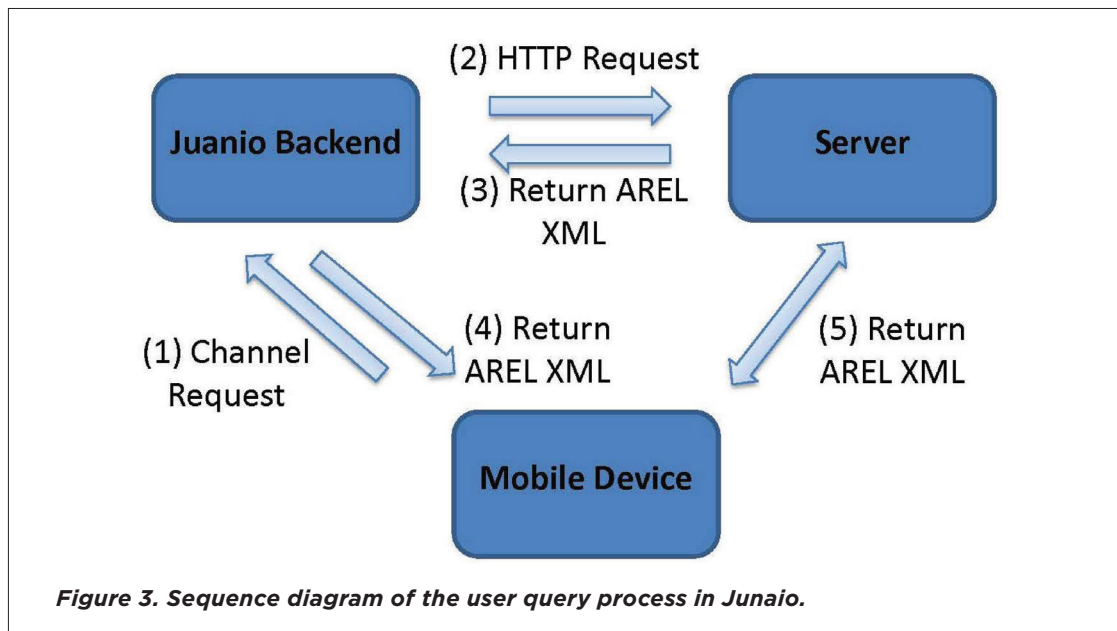 (2) HTTP Request
Juanio Backend
Server
(3) Return AREL
XML
(1) Channel
Request
(4) Return
AREL XML
(5) Return
AREL XML
Mobile Device
Figure 3. Sequence diagram of the user query process in Junaio.